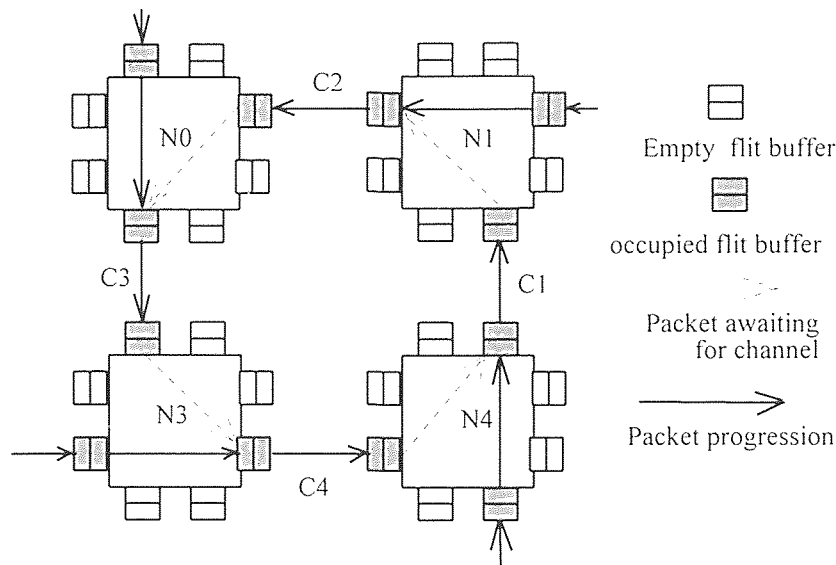 C2
N0
N1
Empty flit buffer
occupied flit buffer
C3
C1
Packet awaiting
for channel
N3
N4
Packet progression
C4